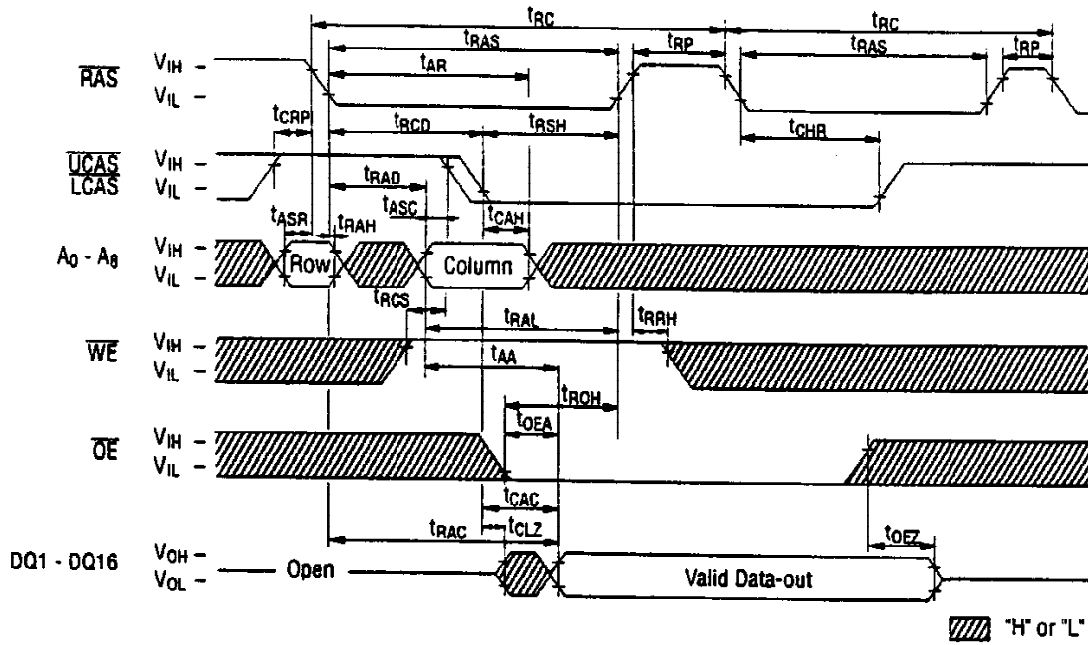 tRC tRC
tRAS tRP tRAS tRP
tAR
RAS VIH
VIL
tCRP tRCD tRSH tCHR
UCAS VIH
LCAS VIL
tRAD
tASC
tASR tRAH tCAH
A0 - A8 VIH
VIL
Row Column
tRCS
tRAL tRRH
WE VIH
VIL
tAA
tROH
tOEA
OE VIH
VIL
tCAC
tRAC tCLZ
tOEZ
DQ1 - DQ16 VOH
VOL
Open Valid Data-out
"H" or "L"